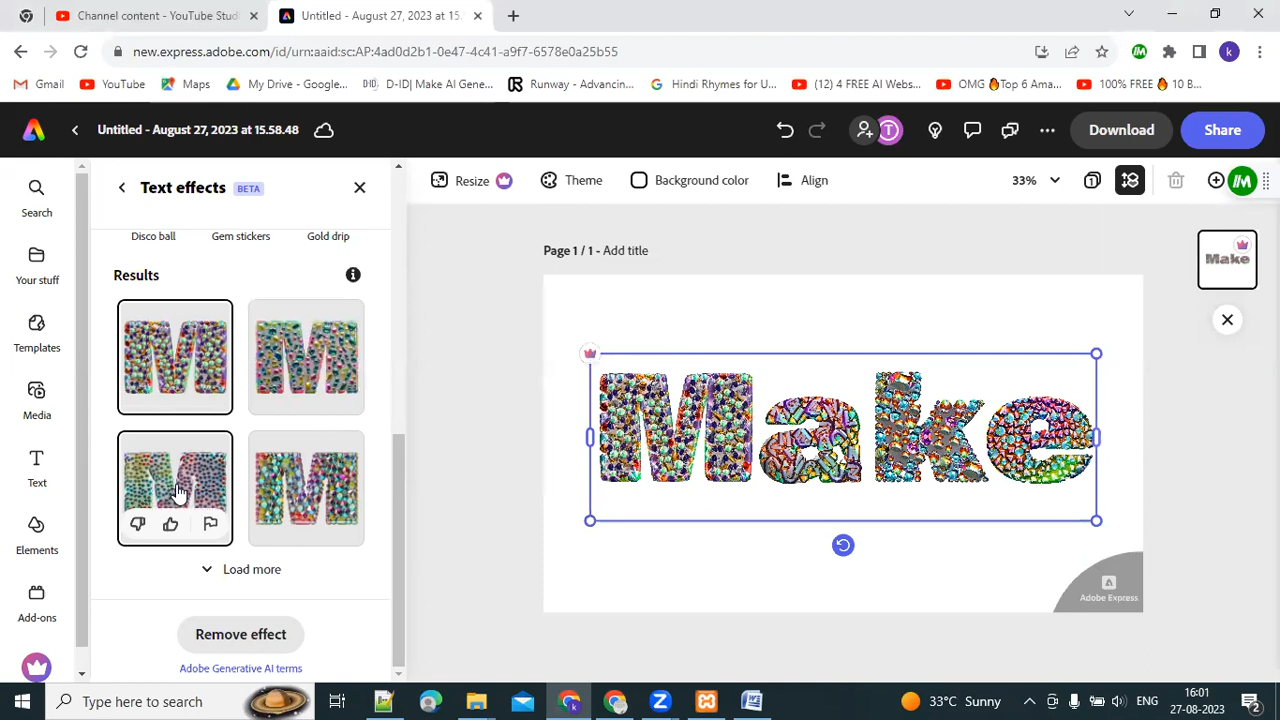 Channel content - YouTube Stud
Untitled - August 27, 2023 at 15.
new.express.adobe.com/id/urn:aaid:sc:AP:4ad0d2b1-0e47-4c41-a9f7-6578e0a25b55
k
Gmail
YouTube
Maps
My Drive - Google...
D-ID| Make AI Gene...
Runway - Advancin...
Hindi Rhymes for U...
(12) 4 FREE AI Webs...
OMG 🔥Top 6 Ama...
100% FREE 🔥 10 B...
Untitled - August 27, 2023 at 15.58.48
T
Download
Share
Search
Your stuff
Templates
Media
Text
Elements
Add-ons
Text effects BETA
Disco ball
Gem stickers
Gold drip
Results
M
M
M
M
Load more
Remove effect
Adobe Generative AI terms
Resize
Theme
Background color
Align
33%
Page 1 / 1 - Add title
Make
Adobe Express
Make
Type here to search
33°C Sunny
ENG
16:01
27-08-2023
2